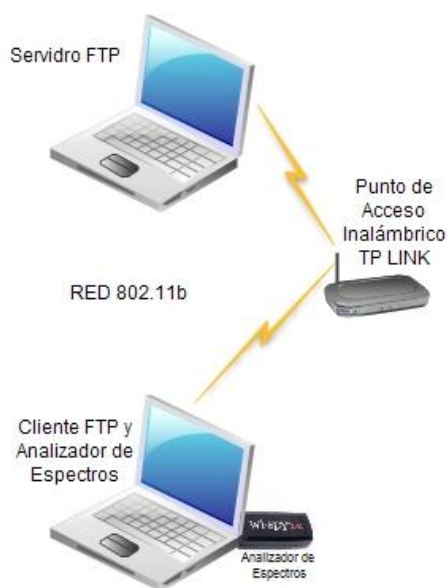 Servidro FTP
Punto de
Acceso
Inalámbrico
TP LINK
RED 802.11b
Cliente FTP y
Analizador de
Espectros
Analizador de
Espectros